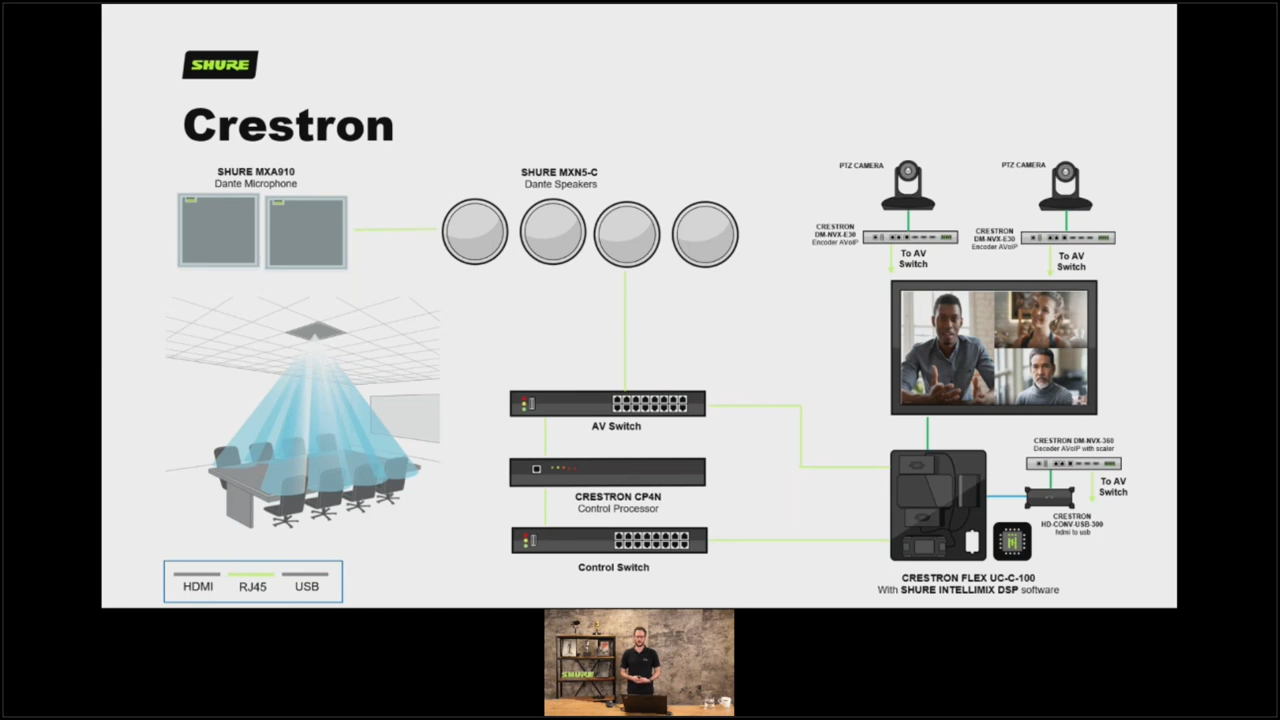 SHURE
Crestron
SHURE MXA910
Dante Microphone
SHURE MXN5-C
Dante Speakers
PTZ CAMERA
PTZ CAMERA
CRESTRON
DM-NVX-E30
Encoder AVoIP
CRESTRON
DM-NVX-E30
Encoder AVoIP
To AV
Switch
To AV
Switch
AV Switch
CRESTRON CP4N
Control Processor
Control Switch
CRESTRON DM-NVX-360
Decoder AVoIP with scaler
To AV
Switch
CRESTRON
HD-CONV-USB-300
hdmi to usb
CRESTRON FLEX UC-C-100
With SHURE INTELLIMIX DSP software
HDMI
RJ45
USB
SHURE